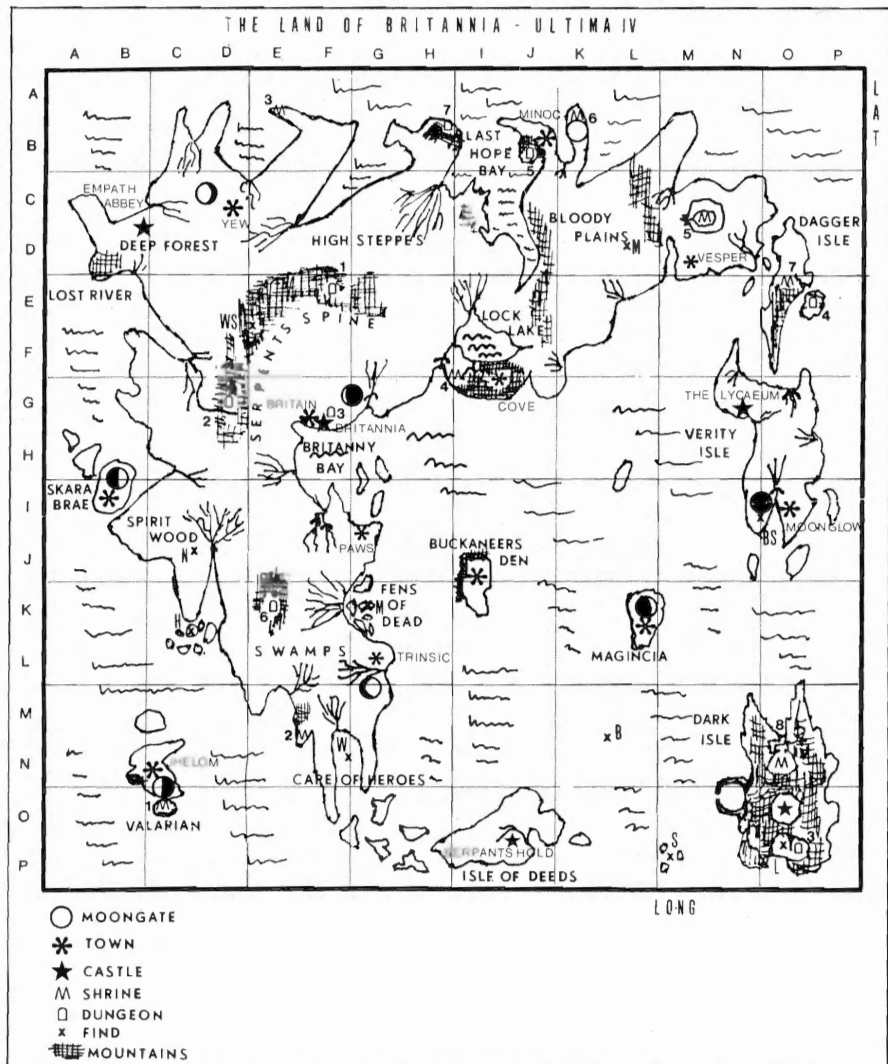 THE LAND OF BRITANNIA - ULTIMA IV
A B C D E F G H I J K L M N O P
LAT
A
3
7
MINOC
6
B
LAST
HOPE
BAY
5
C
EMPATH
ABBEY
YEW
BLOODY
PLAINS
M
5
DAGGER
ISLE
D
DEEP FOREST
HIGH STEPPES
VESPER
1
7
E
LOST RIVER
WS
SERPENTS SPINE
LOCK
LAKE
4
F
4
G
2
BRITAIN
3
BRITANNIA
COVE
THE LYCAEUM
BRITANNY
BAY
VERITY
ISLE
H
SKARA
BRAE
I
SPIRIT
WOOD
N
PAWS
BUCKANEERS
DEN
BS
MOONGLOW
J
K
H
6
FENS
OF
DEAD
M
L
SWAMPS
TRINSIC
MAGINCIA
M
2
W
B
DARK
ISLE
8
N
JHELOM
CARE OF HEROES
O
1
VALARIAN
S
3
P
SERPANTS HOLD
ISLE OF DEEDS
L
LONG
MOONGATE
TOWN
CASTLE
SHRINE
DUNGEON
x FIND
MOUNTAINS